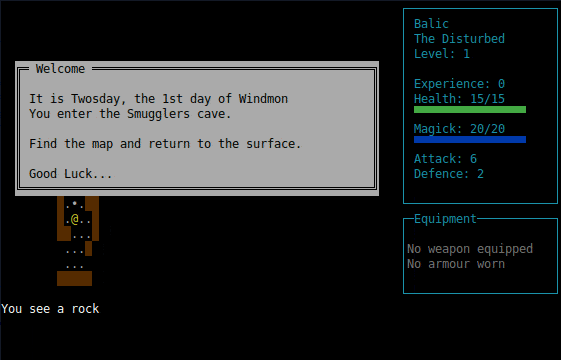 Welcome
It is Twosday, the 1st day of Windmon
You enter the Smugglers cave.
Find the map and return to the surface.
Good Luck...
.•.
.@..
...
...
...
You see a rock
Balic
The Disturbed
Level: 1
Experience: 0
Health: 15/15
Magick: 20/20
Attack: 6
Defence: 2
Equipment
No weapon equipped
No armour worn